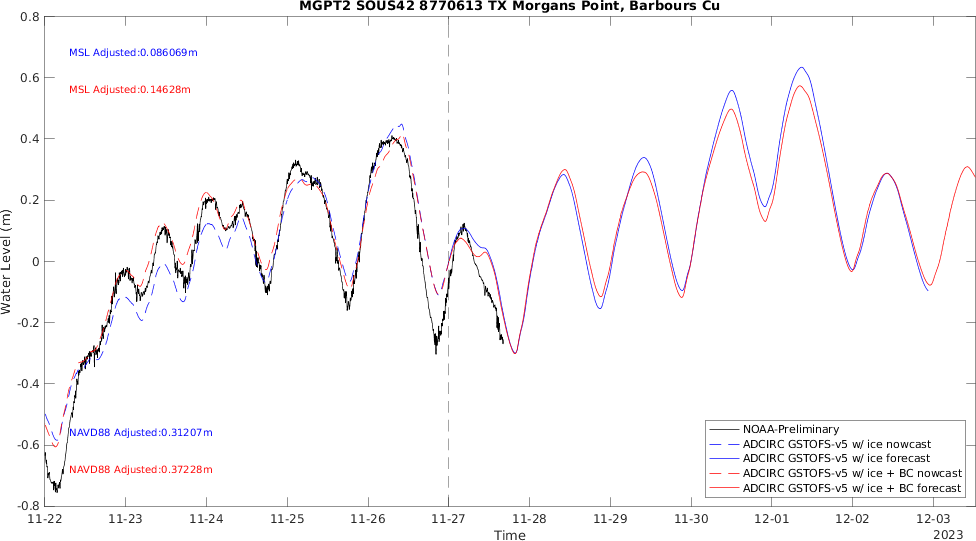 MGPT2 SOUS42 8770613 TX Morgans Point, Barbours Cu
MSL Adjusted:0.086069m
MSL Adjusted:0.14628m
NAVD88 Adjusted:0.31207m
NAVD88 Adjusted:0.37228m
Water Level (m)
0.8
0.6
0.4
0.2
0
-0.2
-0.4
-0.6
-0.8
NOAA-Preliminary
ADCIRC GSTOFS-v5 w/ ice nowcast
ADCIRC GSTOFS-v5 w/ ice forecast
ADCIRC GSTOFS-v5 w/ ice + BC nowcast
ADCIRC GSTOFS-v5 w/ ice + BC forecast
11-22 11-23 11-24 11-25 11-26 11-27 11-28 11-29 11-30 12-01 12-02 12-03
Time
2023